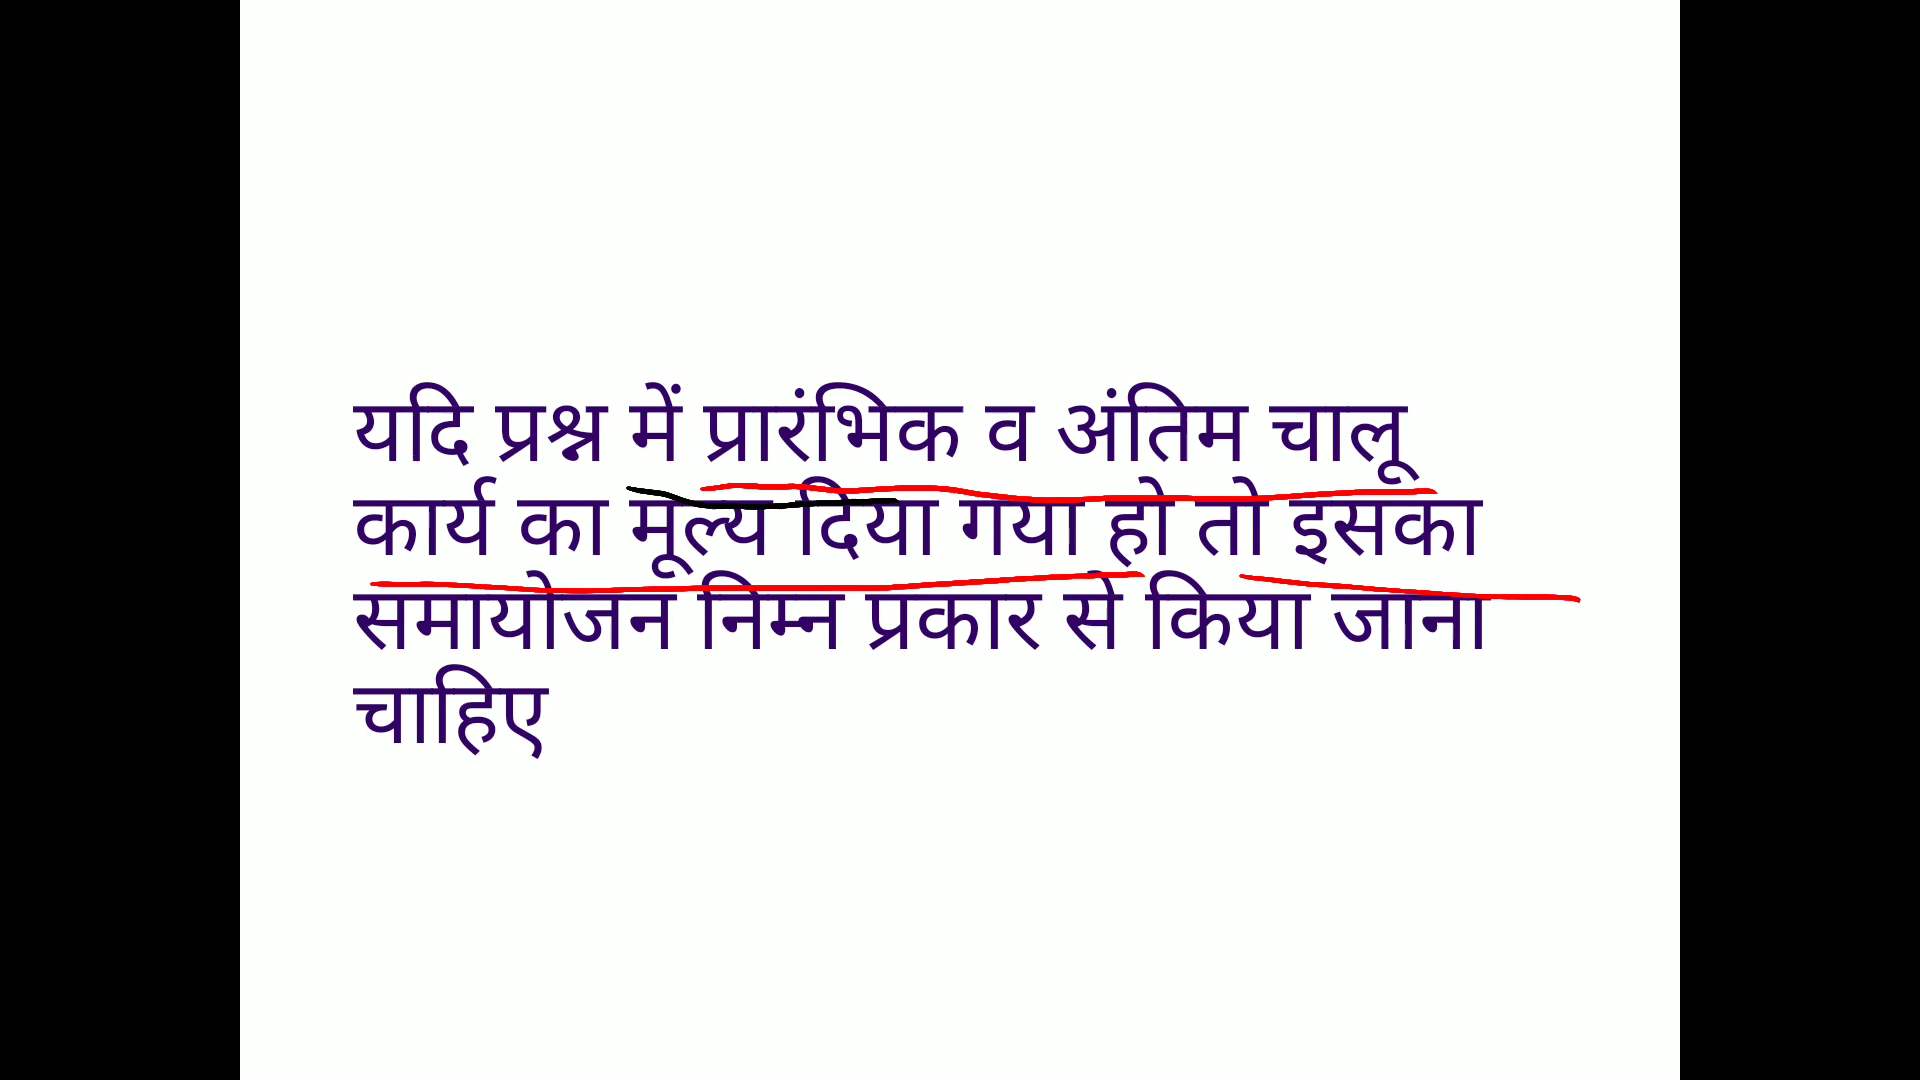 यदि प्रश्न में प्रारंभिक व अंतिम चालू
कार्य का मूल्य दिया गया हो तो इसका
समायोजन निम्न प्रकार से किया जाना
चाहिए